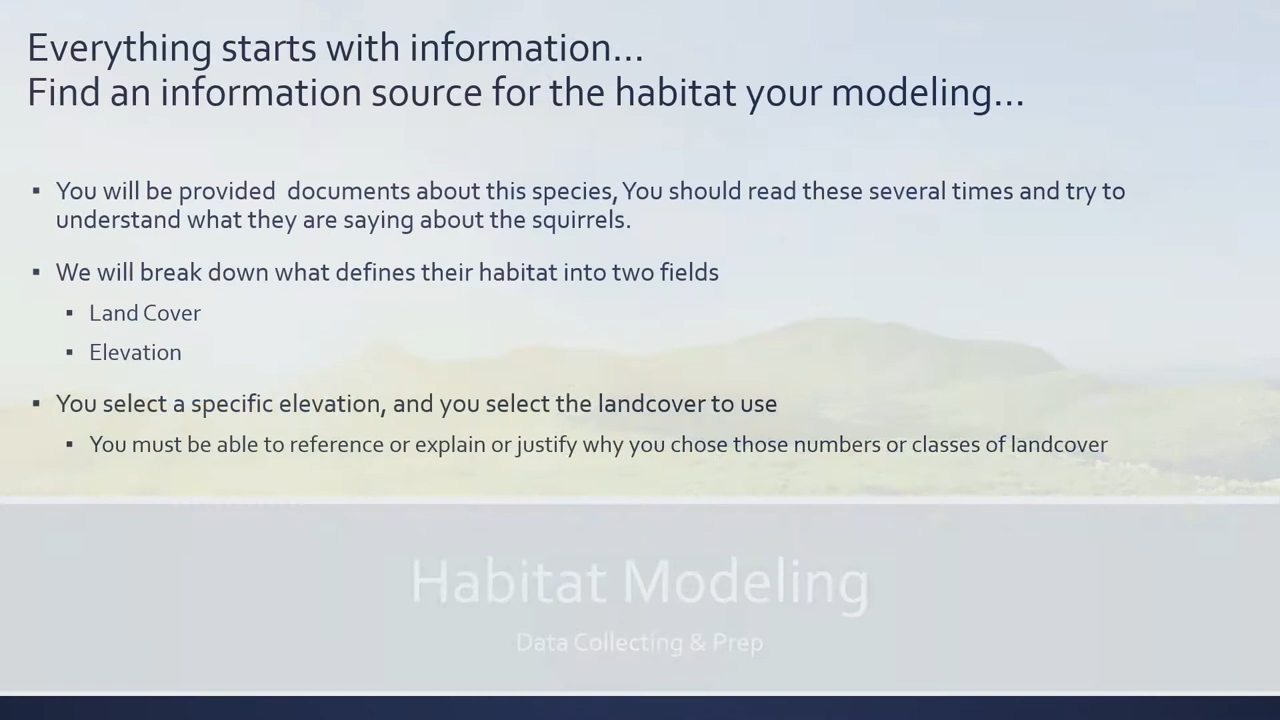 Everything starts with information...
Find an information source for the habitat your modeling...
▪ You will be provided  documents about this species, You should read these several times and try to
understand what they are saying about the squirrels.
▪ We will break down what defines their habitat into two fields
▪ Land Cover
▪ Elevation
▪ You select a specific elevation, and you select the landcover to use
▪ You must be able to reference or explain or justify why you chose those numbers or classes of landcover
Habitat Modeling
Data Collecting & Prep